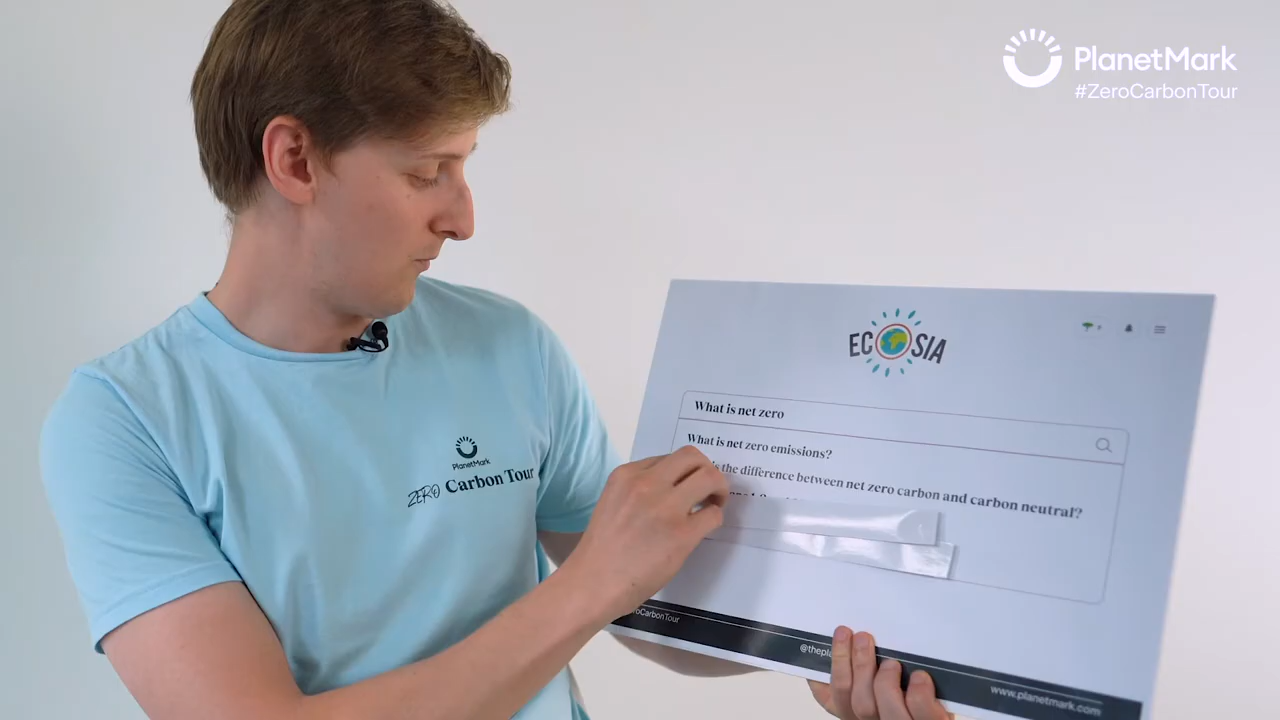 PlanetMark
#ZeroCarbonTour
ECOSIA
What is net zero
What is net zero emissions?
the difference between net zero carbon and carbon neutral?
PlanetMark
ZERO Carbon Tour
CarbonTour
www.planetmark.com